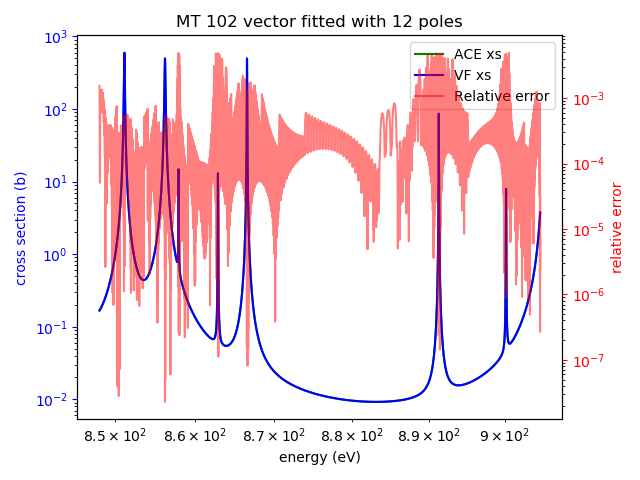 MT 102 vector fitted with 12 poles
ACE xs
VF xs
Relative error
cross section (b)
10³
10²
10¹
10⁰
10⁻¹
10⁻²
10⁻³
10⁻⁴
10⁻⁵
10⁻⁶
10⁻⁷
relative error
8.5 × 10² 8.6 × 10² 8.7 × 10² 8.8 × 10² 8.9 × 10² 9 × 10²
energy (eV)